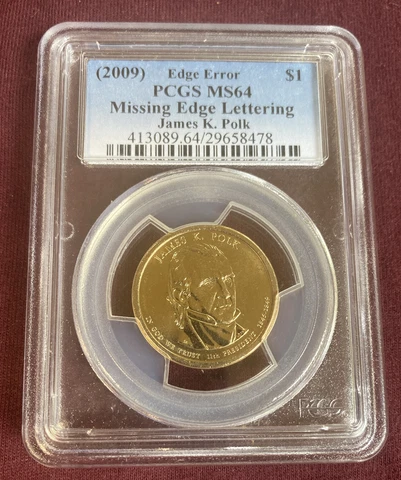 (2009) Edge Error $1
PCGS MS64
Missing Edge Lettering
James K. Polk
413089.64/29658478
JAMES K. POLK
IN GOD WE TRUST 11th PRESIDENT 1845-1849
PCGS